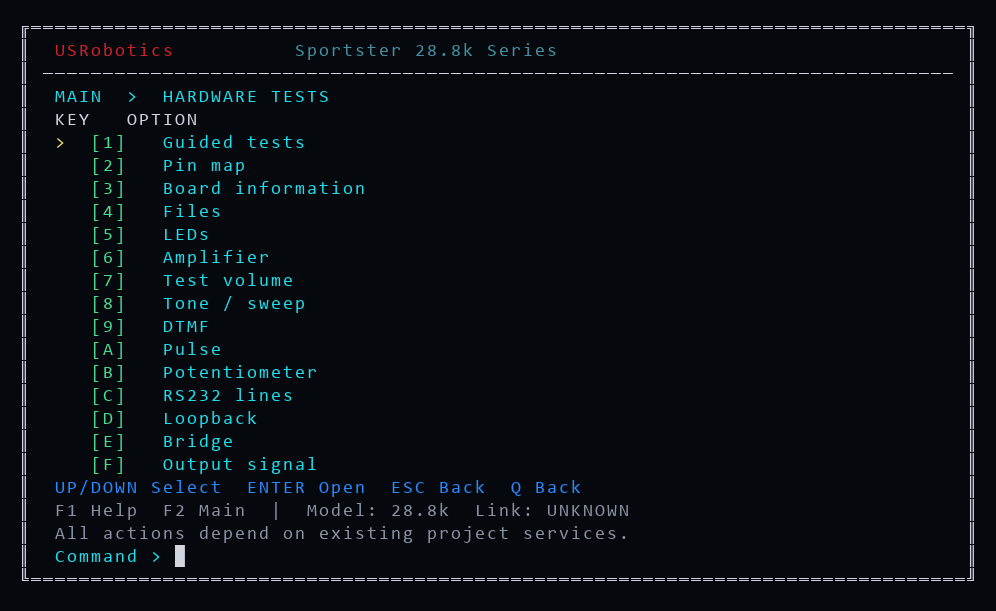 USRobotics Sportster 28.8k Series
MAIN > HARDWARE TESTS
KEY OPTION
> [1] Guided tests
[2] Pin map
[3] Board information
[4] Files
[5] LEDs
[6] Amplifier
[7] Test volume
[8] Tone / sweep
[9] DTMF
[A] Pulse
[B] Potentiometer
[C] RS232 lines
[D] Loopback
[E] Bridge
[F] Output signal
UP/DOWN Select ENTER Open ESC Back Q Back
F1 Help F2 Main | Model: 28.8k Link: UNKNOWN
All actions depend on existing project services.
Command >